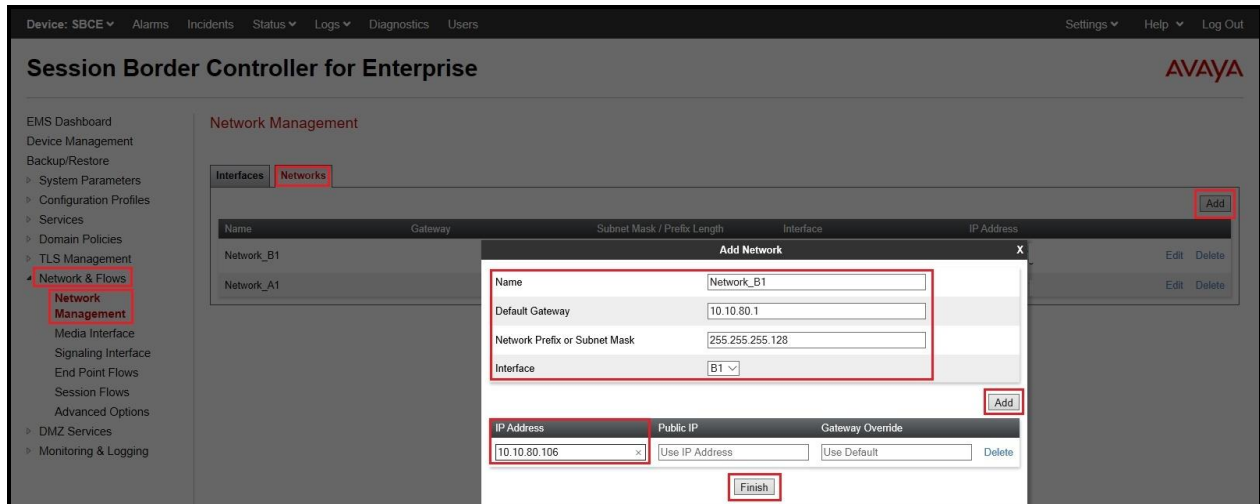 Device: SBCE Alarms Incidents Status Logs Diagnostics Users Settings Help Log Out
Session Border Controller for Enterprise
AVAYA
EMS Dashboard
Device Management
Backup/Restore
System Parameters
Configuration Profiles
Services
Domain Policies
TLS Management
Network & Flows
Network
Management
Media Interface
Signaling Interface
End Point Flows
Session Flows
Advanced Options
DMZ Services
Monitoring & Logging
Network Management
Interfaces Networks
Add
Name Gateway Subnet Mask / Prefix Length Interface IP Address
Network_B1 Edit Delete
Network_A1 Edit Delete
Add Network X
Name Network_B1
Default Gateway 10.10.80.1
Network Prefix or Subnet Mask 255.255.255.128
Interface B1
Add
IP Address Public IP Gateway Override
10.10.80.106 × Use IP Address Use Default Delete
Finish